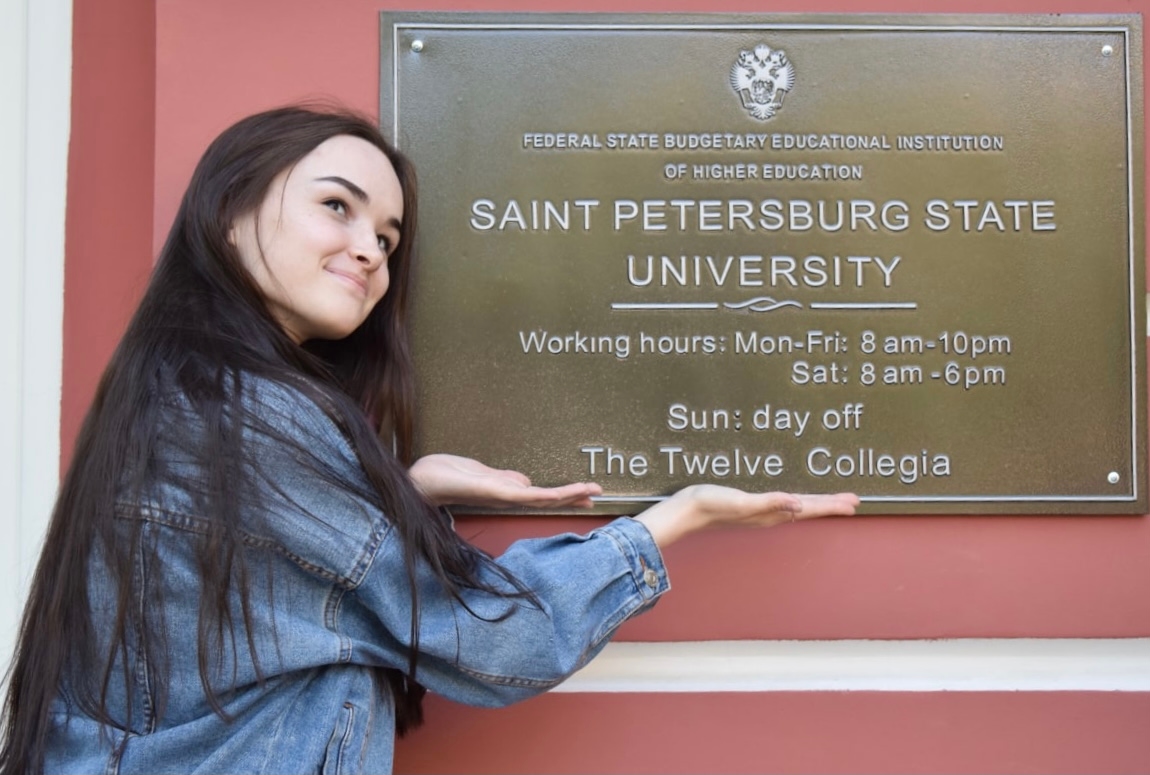 FEDERAL STATE BUDGETARY EDUCATIONAL INSTITUTION
OF HIGHER EDUCATION
SAINT PETERSBURG STATE
UNIVERSITY
Working hours: Mon-Fri: 8 am-10pm
Sat: 8 am -6pm
Sun: day off
The Twelve Collegia